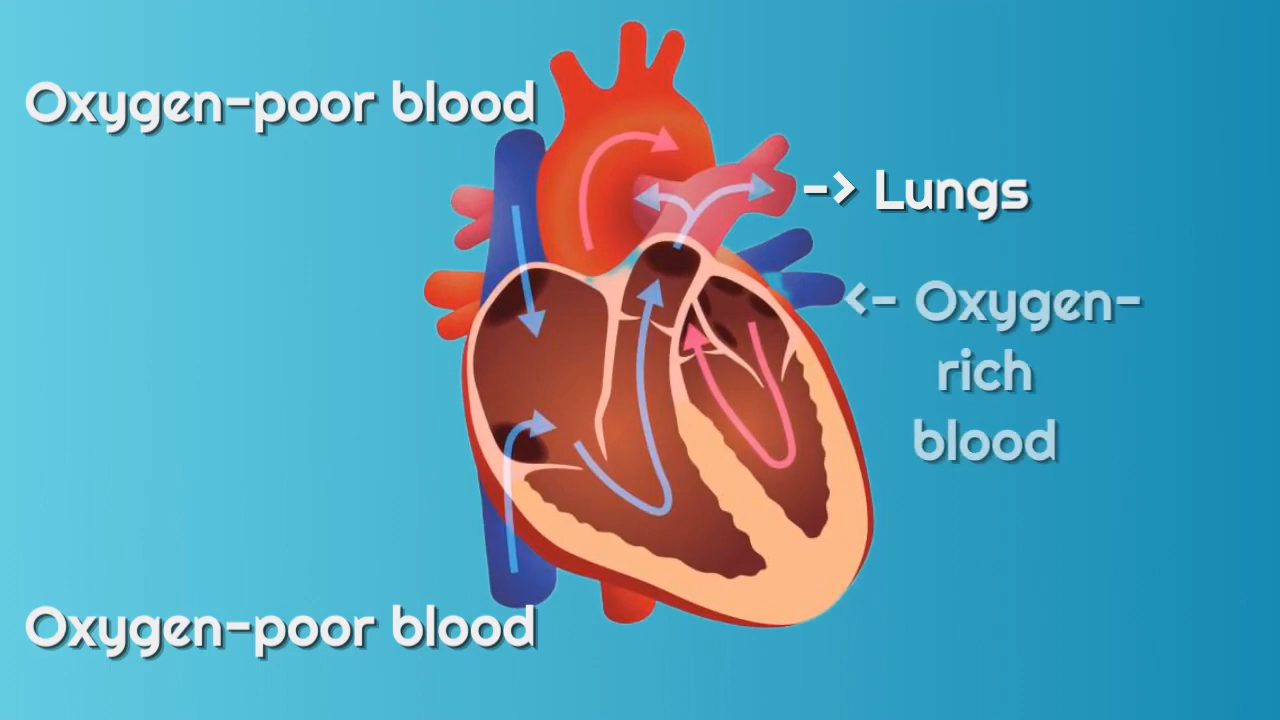 Oxygen-poor blood
-> Lungs
<- Oxygen-
rich
blood
Oxygen-poor blood